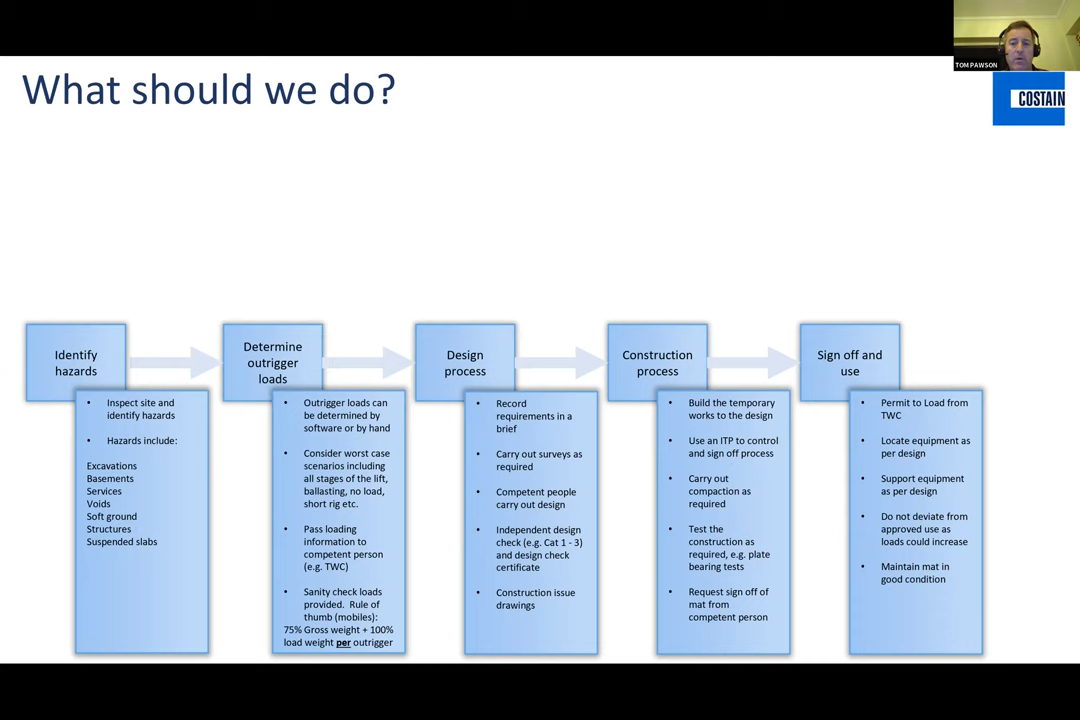 TOM PAWSON
COSTAIN
What should we do?
Identify
hazards
• Inspect site and
identify hazards
• Hazards include:
Excavations
Basements
Services
Voids
Soft ground
Structures
Suspended slabs
Determine
outrigger
loads
• Outrigger loads can
be determined by
software or by hand
• Consider worst case
scenarios including
all stages of the lift,
ballasting, no load,
short rig etc.
• Pass loading
information to
competent person
(e.g. TWC)
• Sanity check loads
provided. Rule of
thumb (mobiles):
75% Gross weight + 100%
load weight per outrigger
Design
process
• Record
requirements in a
brief
• Carry out surveys as
required
• Competent people
carry out design
• Independent design
check (e.g. Cat 1 - 3)
and design check
certificate
• Construction issue
drawings
Construction
process
• Build the temporary
works to the design
• Use an ITP to control
and sign off process
• Carry out
compaction as
required
• Test the
construction as
required, e.g. plate
bearing tests
• Request sign off of
mat from
competent person
Sign off and
use
• Permit to Load from
TWC
• Locate equipment as
per design
• Support equipment
as per design
• Do not deviate from
approved use as
loads could increase
• Maintain mat in
good condition